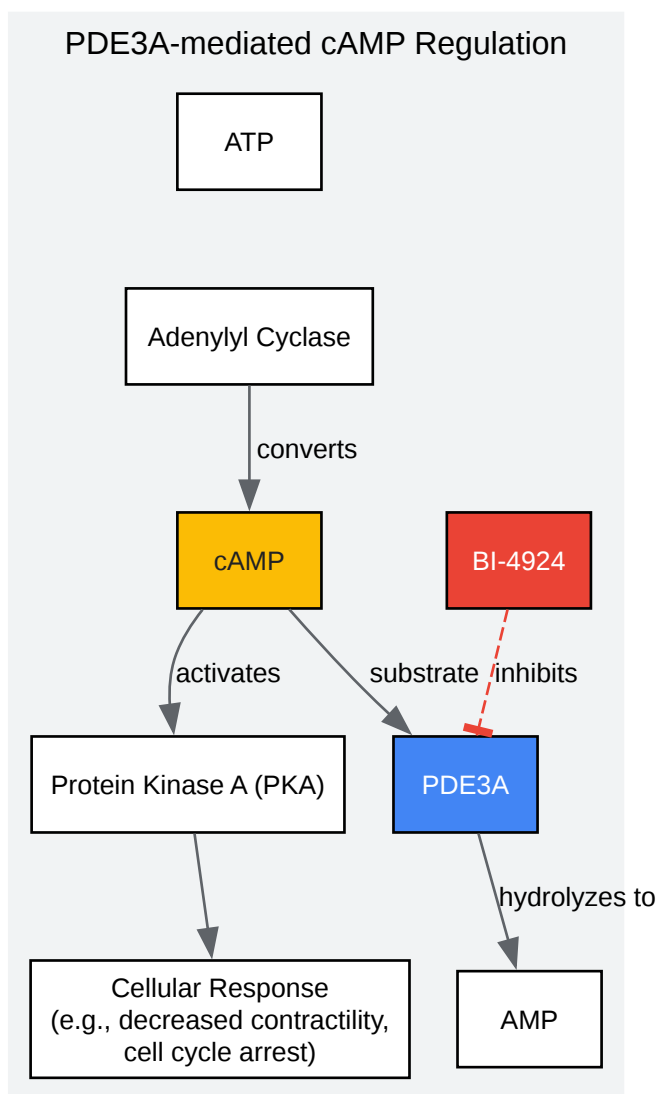 PDE3A-mediated cAMP Regulation
ATP
Adenylyl Cyclase
converts
cAMP
BI-4924
activates
substrate
inhibits
Protein Kinase A (PKA)
PDE3A
hydrolyzes to
Cellular Response
(e.g., decreased contractility,
cell cycle arrest)
AMP